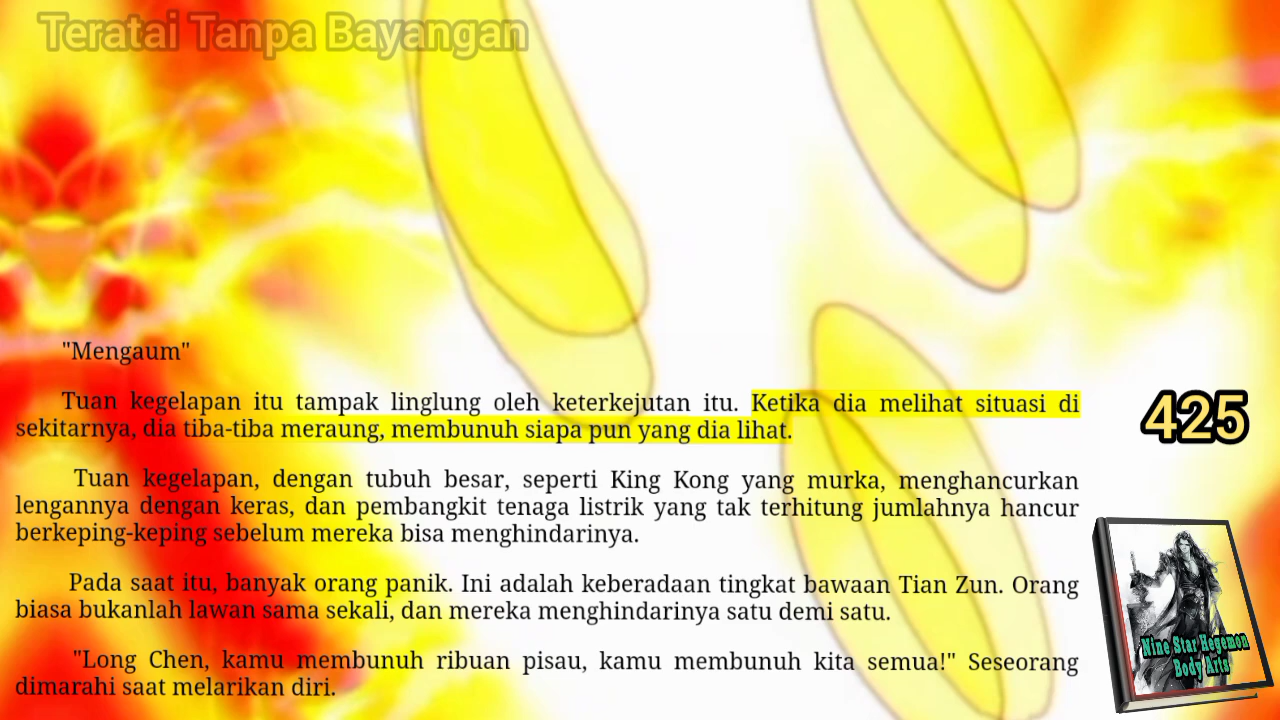 Teratai Tanpa Bayangan
"Mengaum"
Tuan kegelapan itu tampak linglung oleh keterkejutan itu. Ketika dia melihat situasi di
sekitarnya, dia tiba-tiba meraung, membunuh siapa pun yang dia lihat.
Tuan kegelapan, dengan tubuh besar, seperti King Kong yang murka, menghancurkan
lengannya dengan keras, dan pembangkit tenaga listrik yang tak terhitung jumlahnya hancur
berkeping-keping sebelum mereka bisa menghindarinya.
Pada saat itu, banyak orang panik. Ini adalah keberadaan tingkat bawaan Tian Zun. Orang
biasa bukanlah lawan sama sekali, dan mereka menghindarinya satu demi satu.
"Long Chen, kamu membunuh ribuan pisau, kamu membunuh kita semua!" Seseorang
dimarahi saat melarikan diri.
425
Nine Star Hegemon
Body Arts